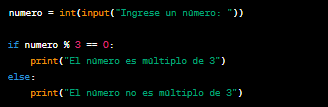 numero = int(input("Ingrese un número: "))
if numero % 3 == 0:
    print("El número es múltiplo de 3")
else:
    print("El número no es múltiplo de 3")